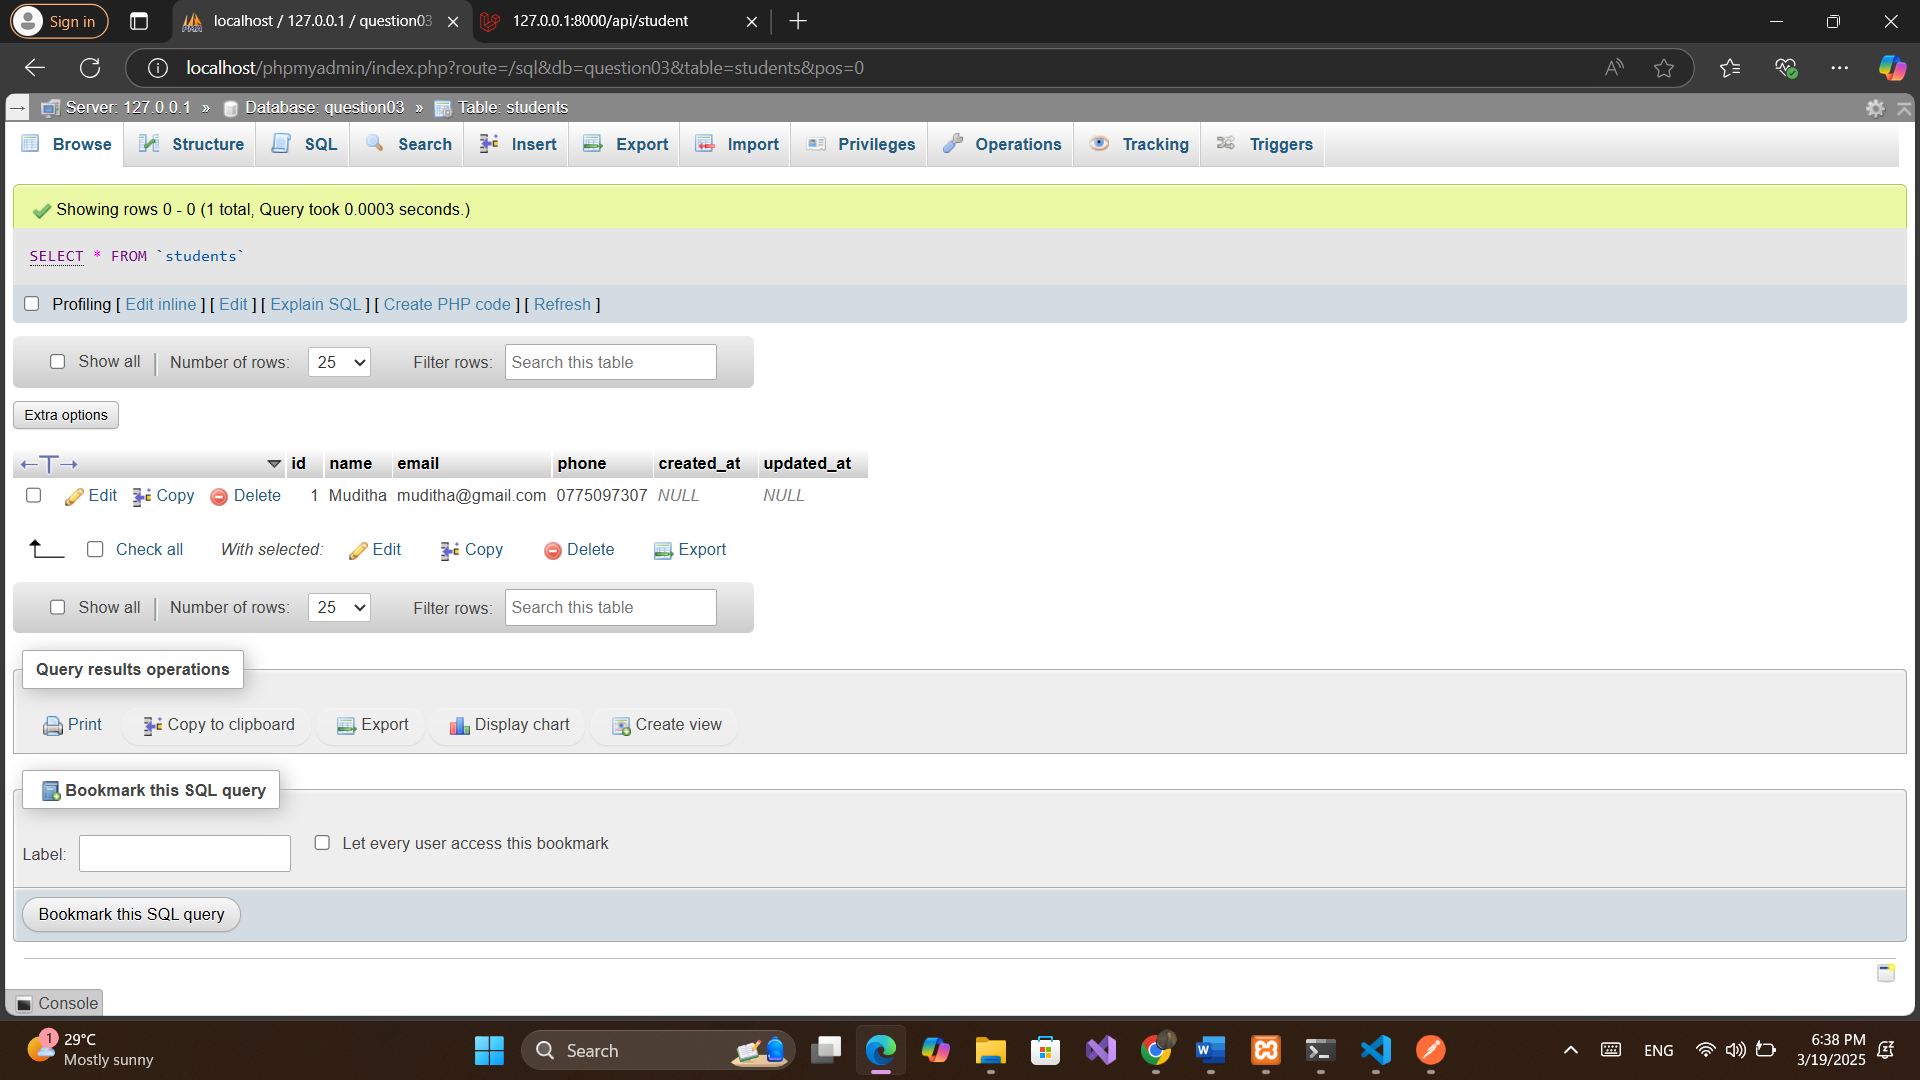 Sign in
localhost / 127.0.0.1 / question03
127.0.0.1:8000/api/student
localhost/phpmyadmin/index.php?route=/sql&db=question03&table=students&pos=0
Server: 127.0.0.1 » Database: question03 » Table: students
Browse Structure SQL Search Insert Export Import Privileges Operations Tracking Triggers
Showing rows 0 - 0 (1 total, Query took 0.0003 seconds.)
SELECT * FROM `students`
Profiling [ Edit inline ] [ Edit ] [ Explain SQL ] [ Create PHP code ] [ Refresh ]
Show all Number of rows: 25 Filter rows: Search this table
Extra options
←T→ id name email phone created_at updated_at
Edit Copy Delete 1 Muditha muditha@gmail.com 0775097307 NULL NULL
Check all With selected: Edit Copy Delete Export
Show all Number of rows: 25 Filter rows: Search this table
Query results operations
Print Copy to clipboard Export Display chart Create view
Bookmark this SQL query
Label: Let every user access this bookmark
Bookmark this SQL query
Console
1 29°C
Mostly sunny
Search
ENG
6:38 PM
3/19/2025